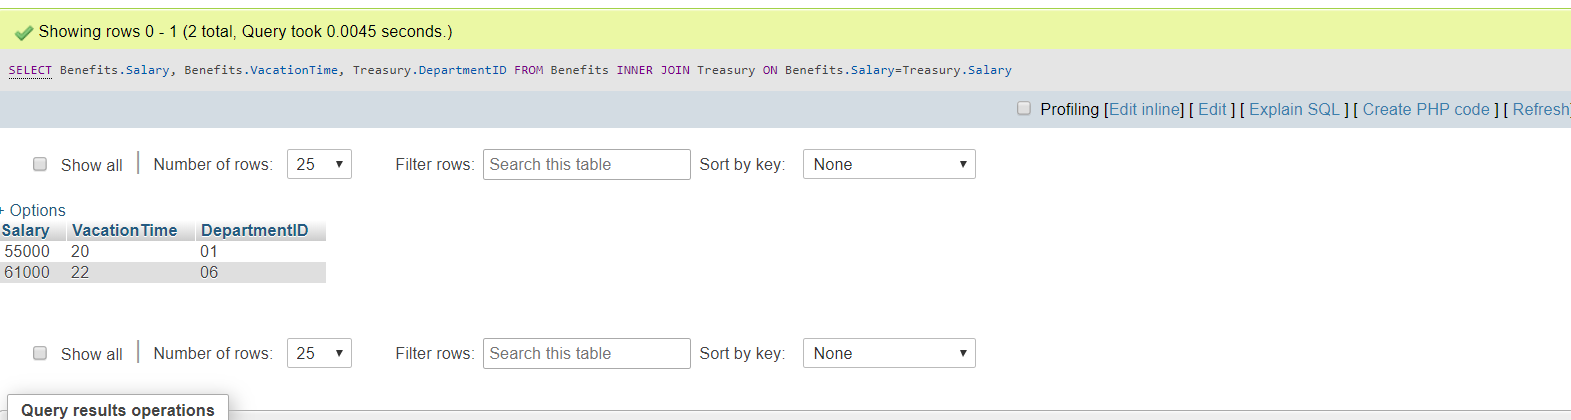 Showing rows 0 - 1 (2 total, Query took 0.0045 seconds.)
SELECT Benefits.Salary, Benefits.VacationTime, Treasury.DepartmentID FROM Benefits INNER JOIN Treasury ON Benefits.Salary=Treasury.Salary
Profiling [Edit inline] [ Edit ] [ Explain SQL ] [ Create PHP code ] [ Refresh]
Show all | Number of rows: 25 Filter rows: Search this table Sort by key: None
+ Options
Salary VacationTime DepartmentID
55000 20 01
61000 22 06
Show all | Number of rows: 25 Filter rows: Search this table Sort by key: None
Query results operations